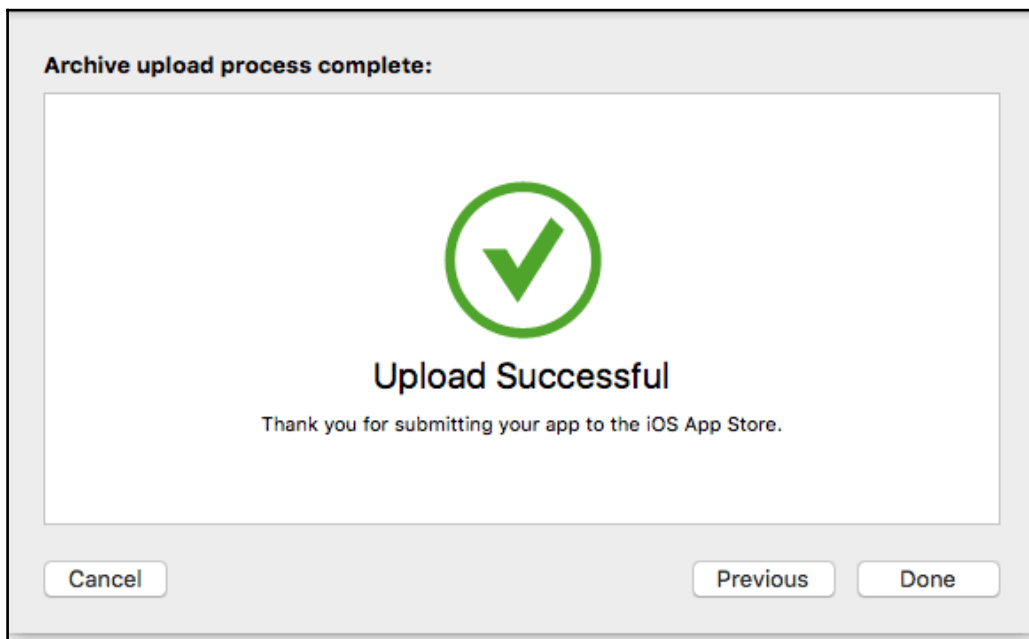 Archive upload process complete:
Upload Successful
Thank you for submitting your app to the iOS App Store.
Cancel
Previous
Done